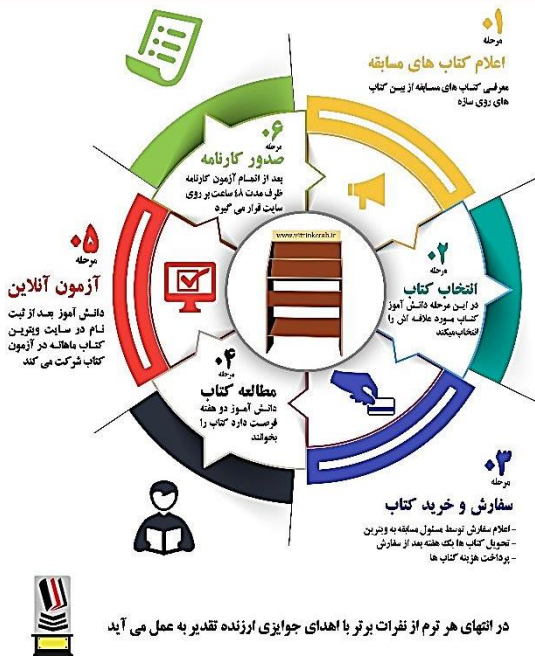 ۰۱
مرحله
اعلام کتاب های مسابقه
معرفی کتاب های مسابقه از بین کتاب
های روی سازه
۰۲
مرحله
انتخاب کتاب
در این مرحله دانش آموز
کتاب مورد علاقه اش را
انتخاب میکند
۰۳
مرحله
سفارش و خرید کتاب
- اعلام سفارش توسط مسئول مسابقه به ویترین
- تحویل کتاب ها یک هفته بعد از سفارش
- پرداخت هزینه کتاب ها
۰۴
مرحله
مطالعه کتاب
دانش آموز دو هفته
فرصت دارد کتاب را
بخواند
۰۵
مرحله
آزمون آنلاین
دانش آموز بعد از ثبت
نام در سایت ویترین
کتاب ماهانه در آزمون
کتاب شرکت می کند
۰۶
مرحله
صدور کارنامه
بعد از اتمام آزمون کارنامه
ظرف مدت ۴۸ ساعت بر روی
سایت قرار می گیرد
www.vitrinketab.ir
در انتهای هر ترم از نفرات برتر با اهدای جوایزی ارزنده تقدیر به عمل می آید